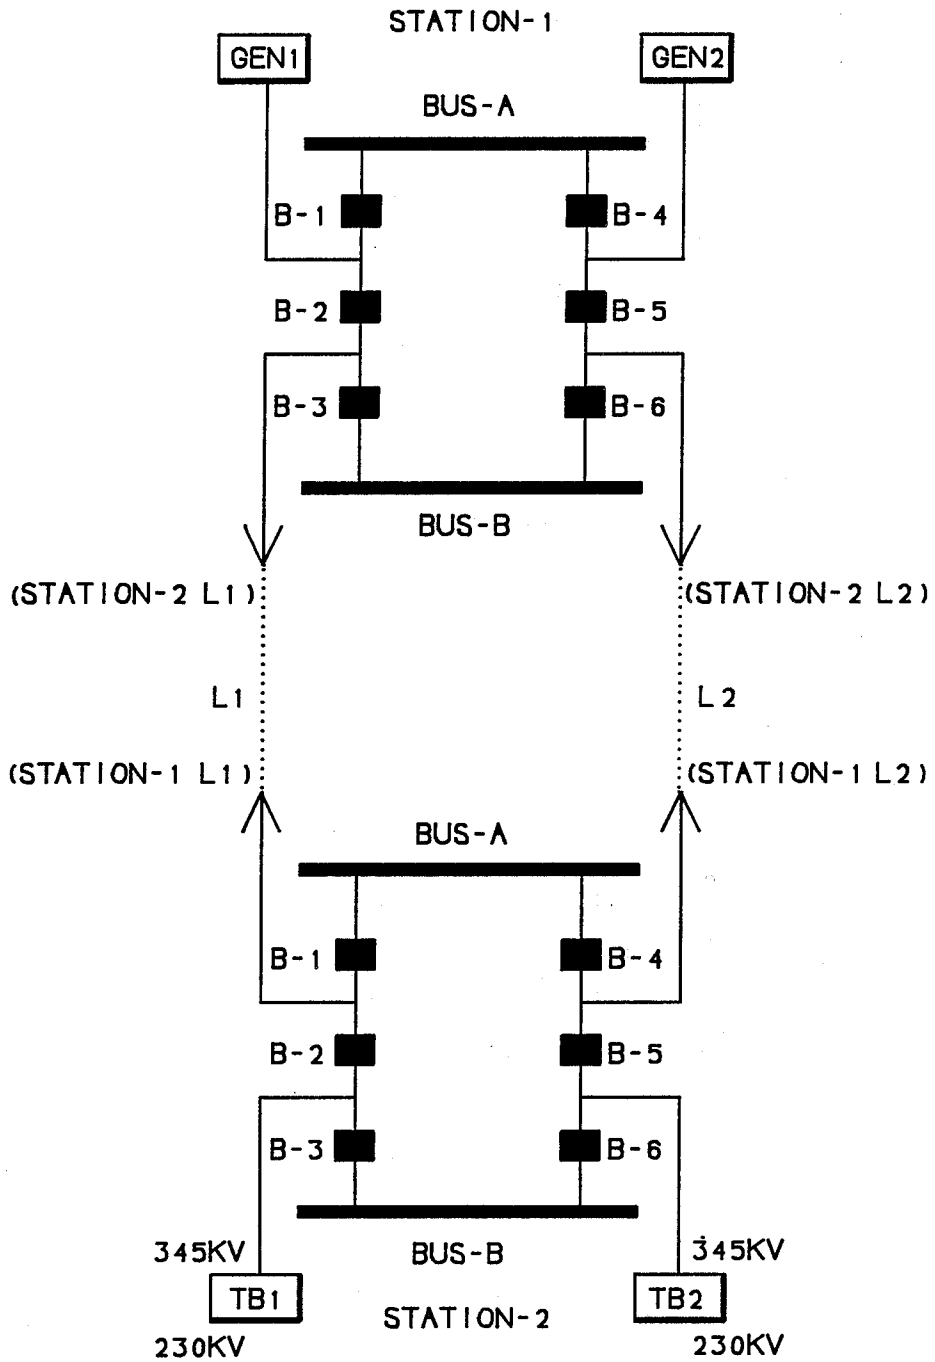 STATION-1
GEN1
GEN2
BUS-A
B-1
B-4
B-2
B-5
B-3
B-6
BUS-B
(STATION-2 L1)
(STATION-2 L2)
L1
L2
(STATION-1 L1)
(STATION-1 L2)
BUS-A
B-1
B-4
B-2
B-5
B-3
B-6
345KV
BUS-B
345KV
TB1
TB2
STATION-2
230KV
230KV